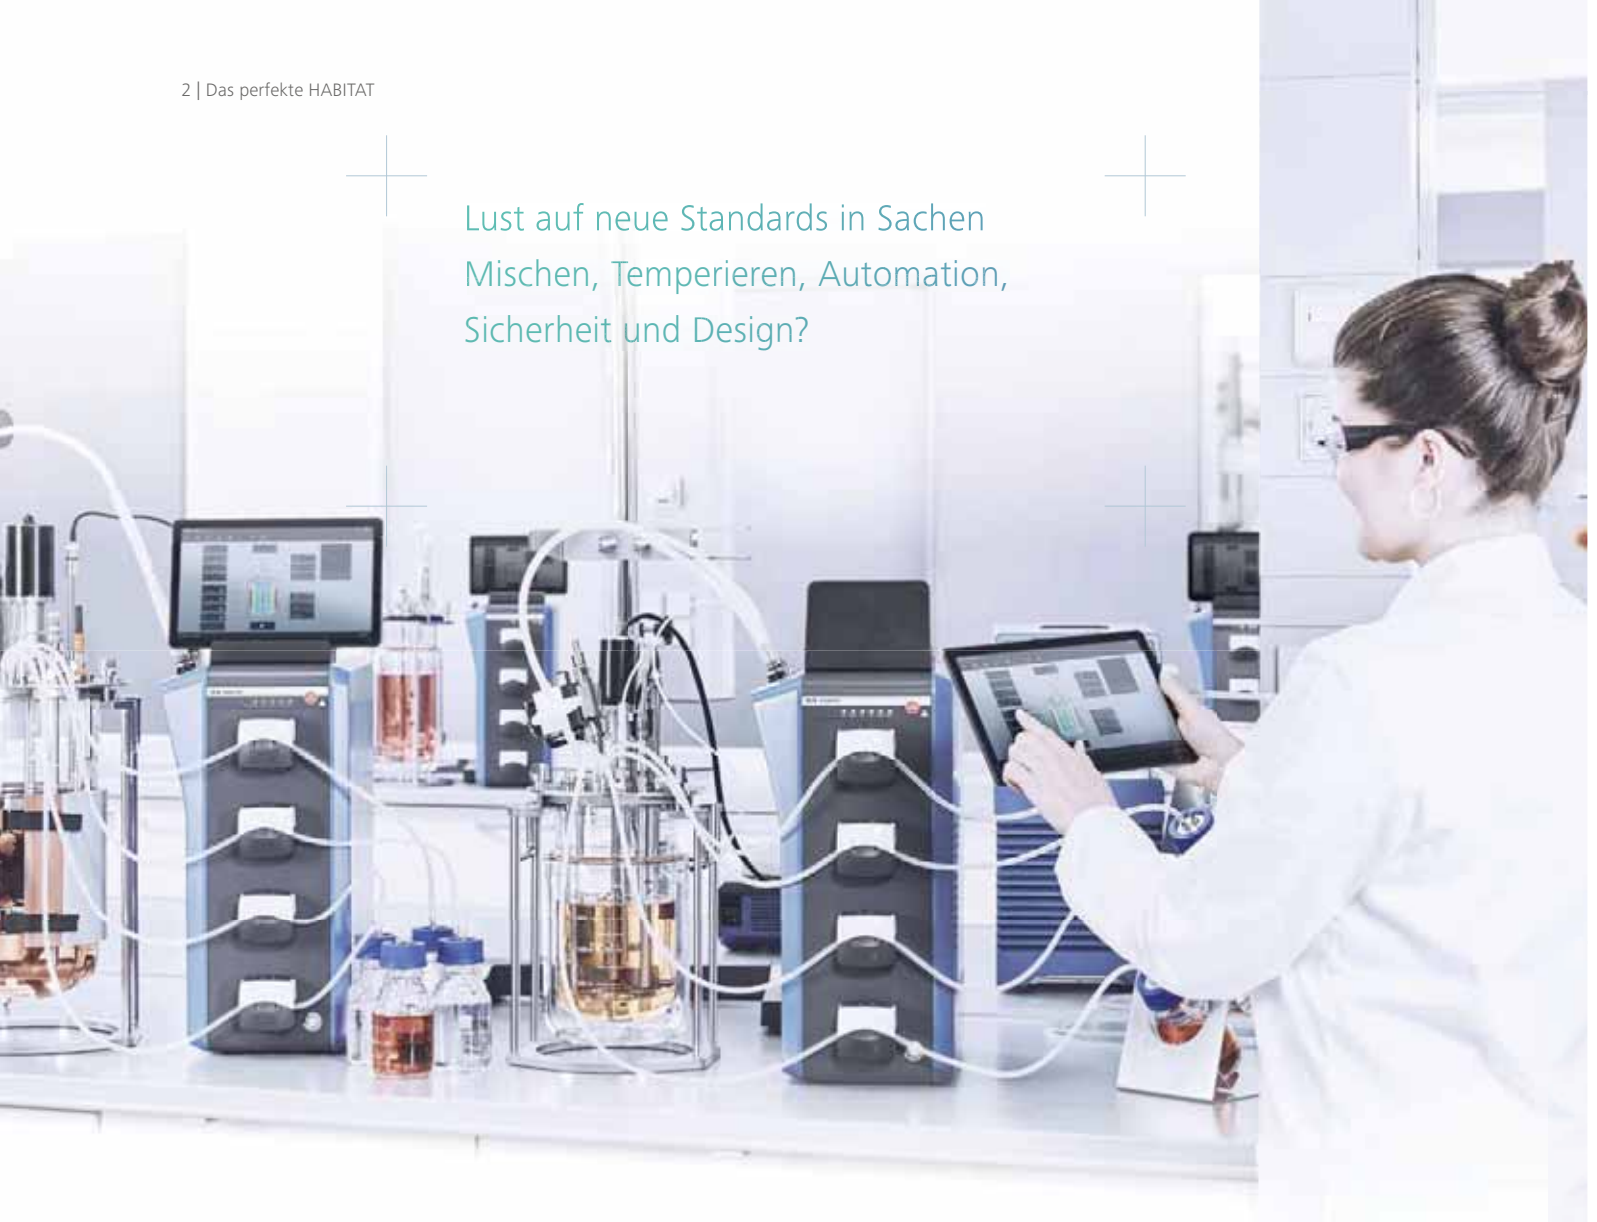 2 | Das perfekte HABITAT
Lust auf neue Standards in Sachen
Mischen, Temperieren, Automation,
Sicherheit und Design?